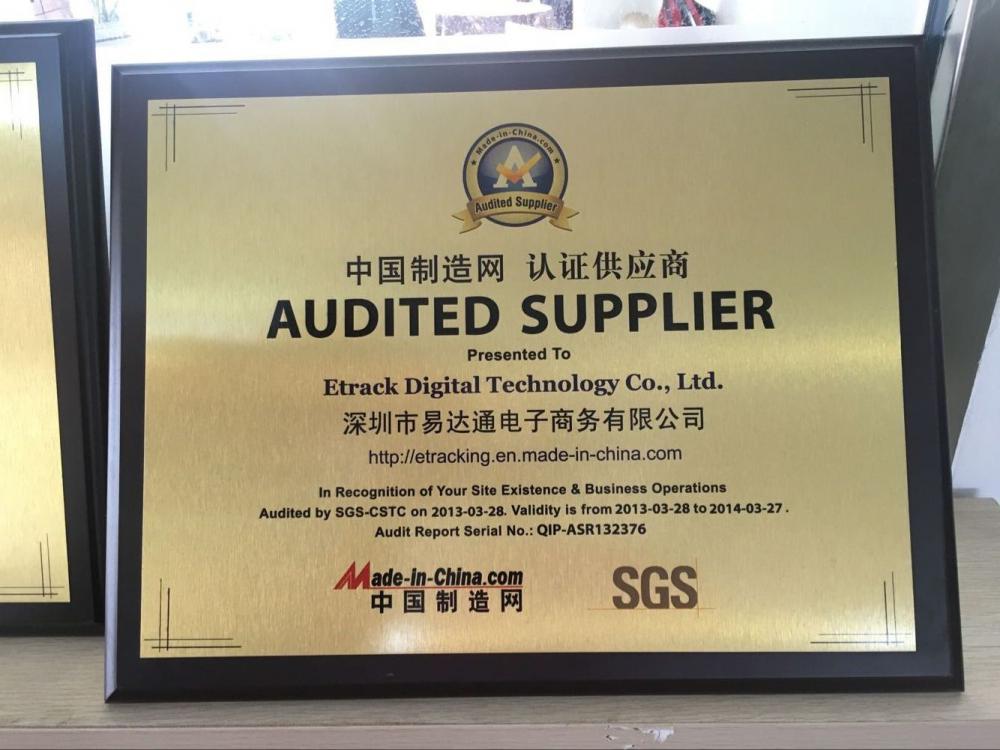 Made-in-China.com
A
Audited Supplier
中国制造网 认证供应商
AUDITED SUPPLIER
Presented To
Etrack Digital Technology Co., Ltd.
深圳市易达通电子商务有限公司
http://etracking.en.made-in-china.com
In Recognition of Your Site Existence & Business Operations
Audited by SGS-CSTC on 2013-03-28. Validity is from 2013-03-28 to 2014-03-27 .
Audit Report Serial No.: QIP-ASR132376
Made-in-China.com
中国制造网
SGS